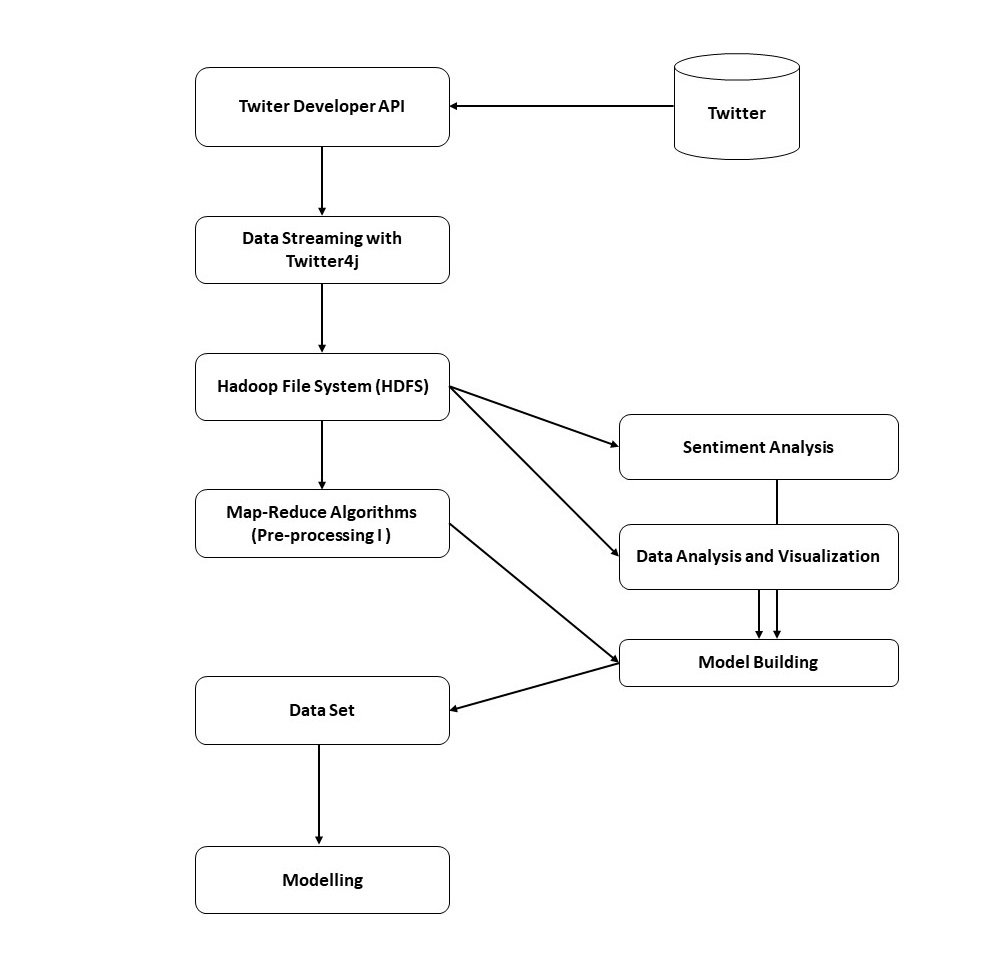 Twiter Developer API
Twitter
Data Streaming with
Twitter4j
Hadoop File System (HDFS)
Sentiment Analysis
Map-Reduce Algorithms
(Pre-processing I )
Data Analysis and Visualization
Model Building
Data Set
Modelling